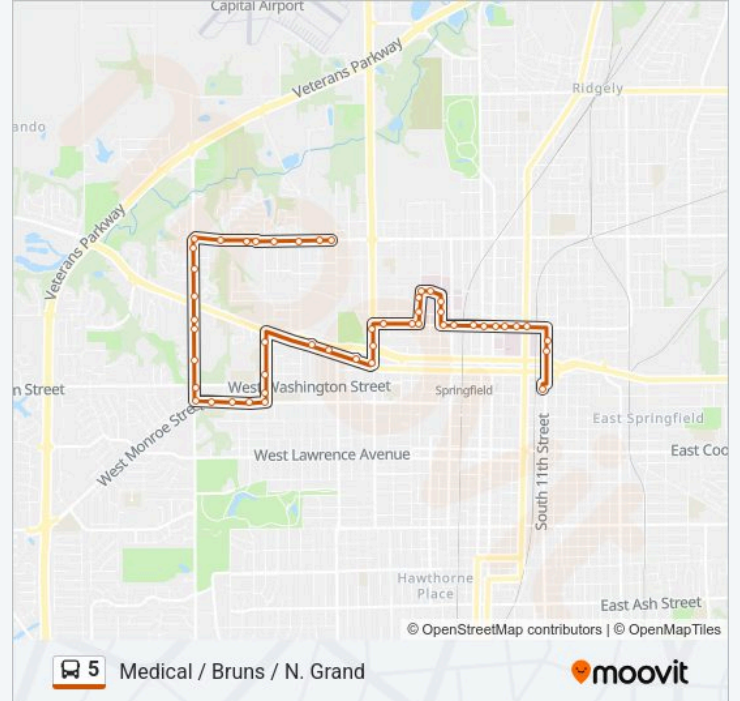 Capital Airport
Veterans Parkway
Ridgely
ando
Veterans Parkway
n Street
West Washington Street
Springfield
East Springfield
West Monroe Street
West Lawrence Avenue
East Coo
South 11th Street
Hawthorne
Place
East Ash Street
© OpenStreetMap contributors | © OpenMapTiles
5 Medical / Bruns / N. Grand
moovit